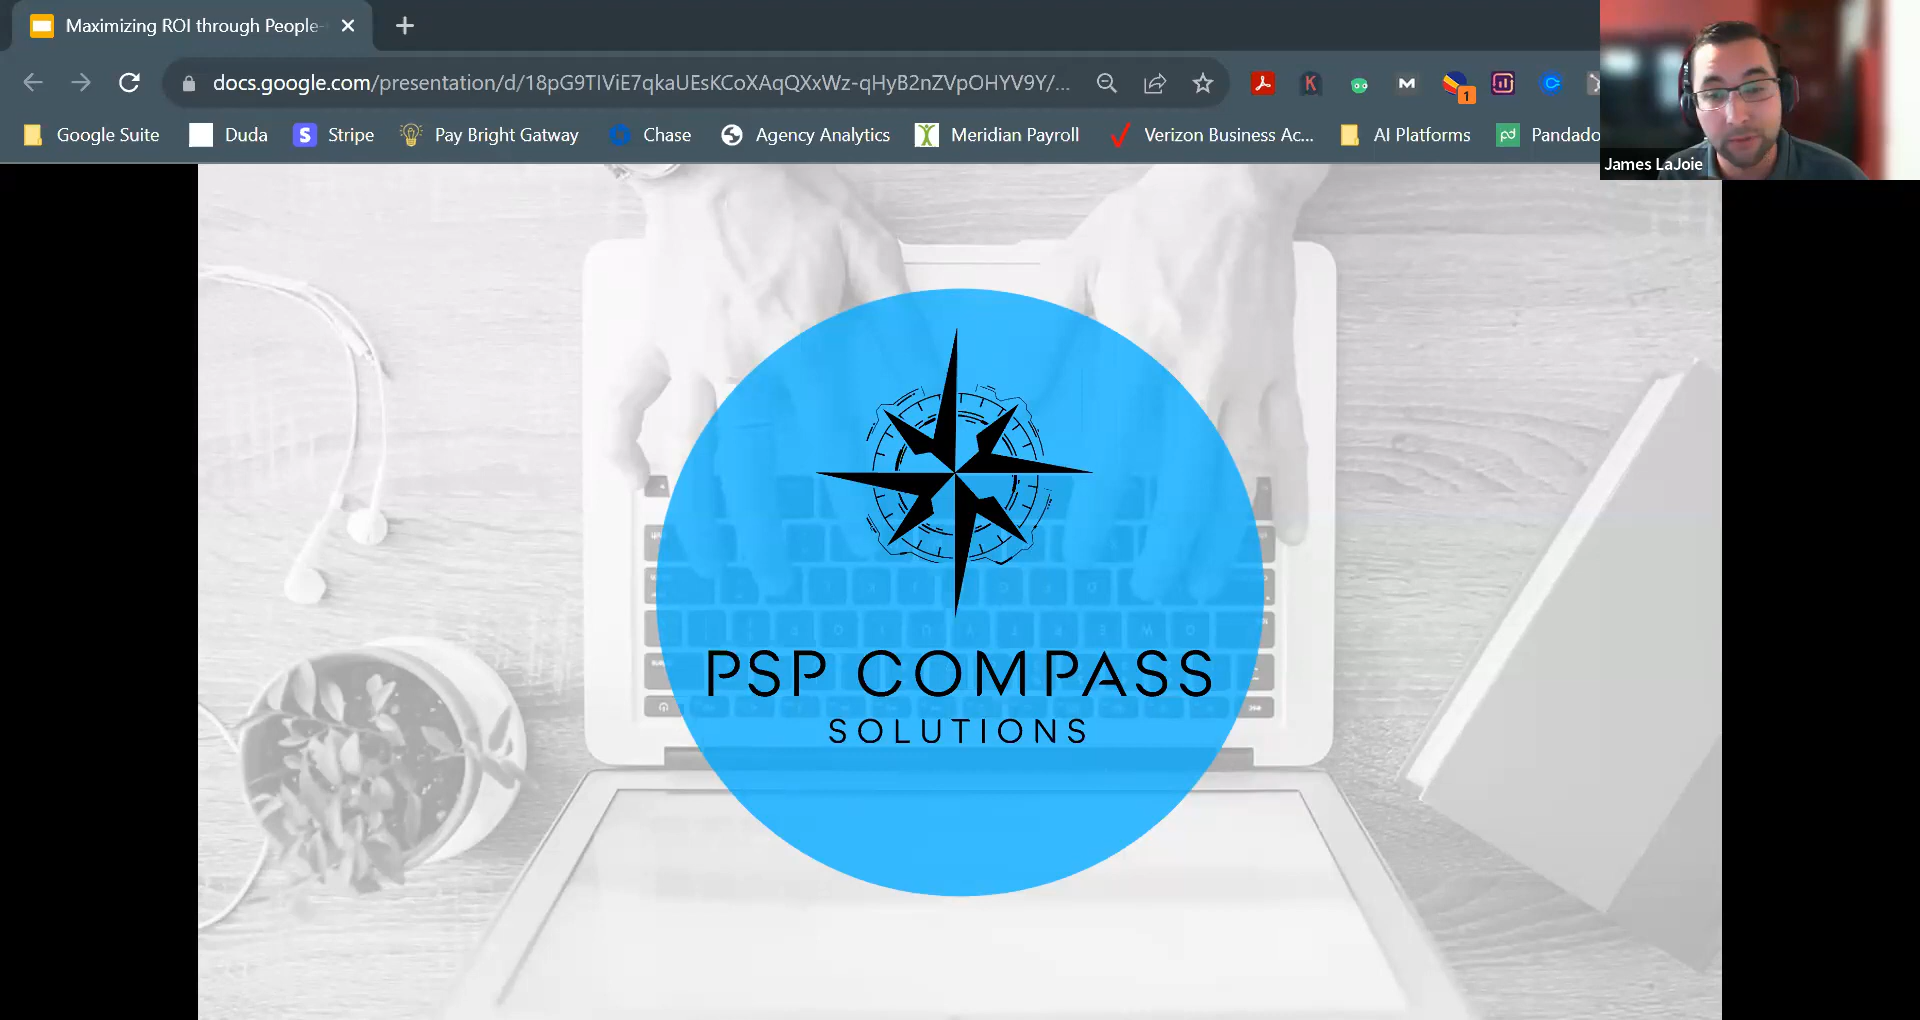 Maximizing ROI through People-
docs.google.com/presentation/d/18pG9TIViE7qkaUEsKCoXAqQXxWz-qHyB2nZVpOHYV9Y/...
1
Google Suite
Duda
Stripe
Pay Bright Gatway
Chase
Agency Analytics
Meridian Payroll
Verizon Business Ac...
AI Platforms
Pandado
James LaJoie
PSP COMPASS
SOLUTIONS